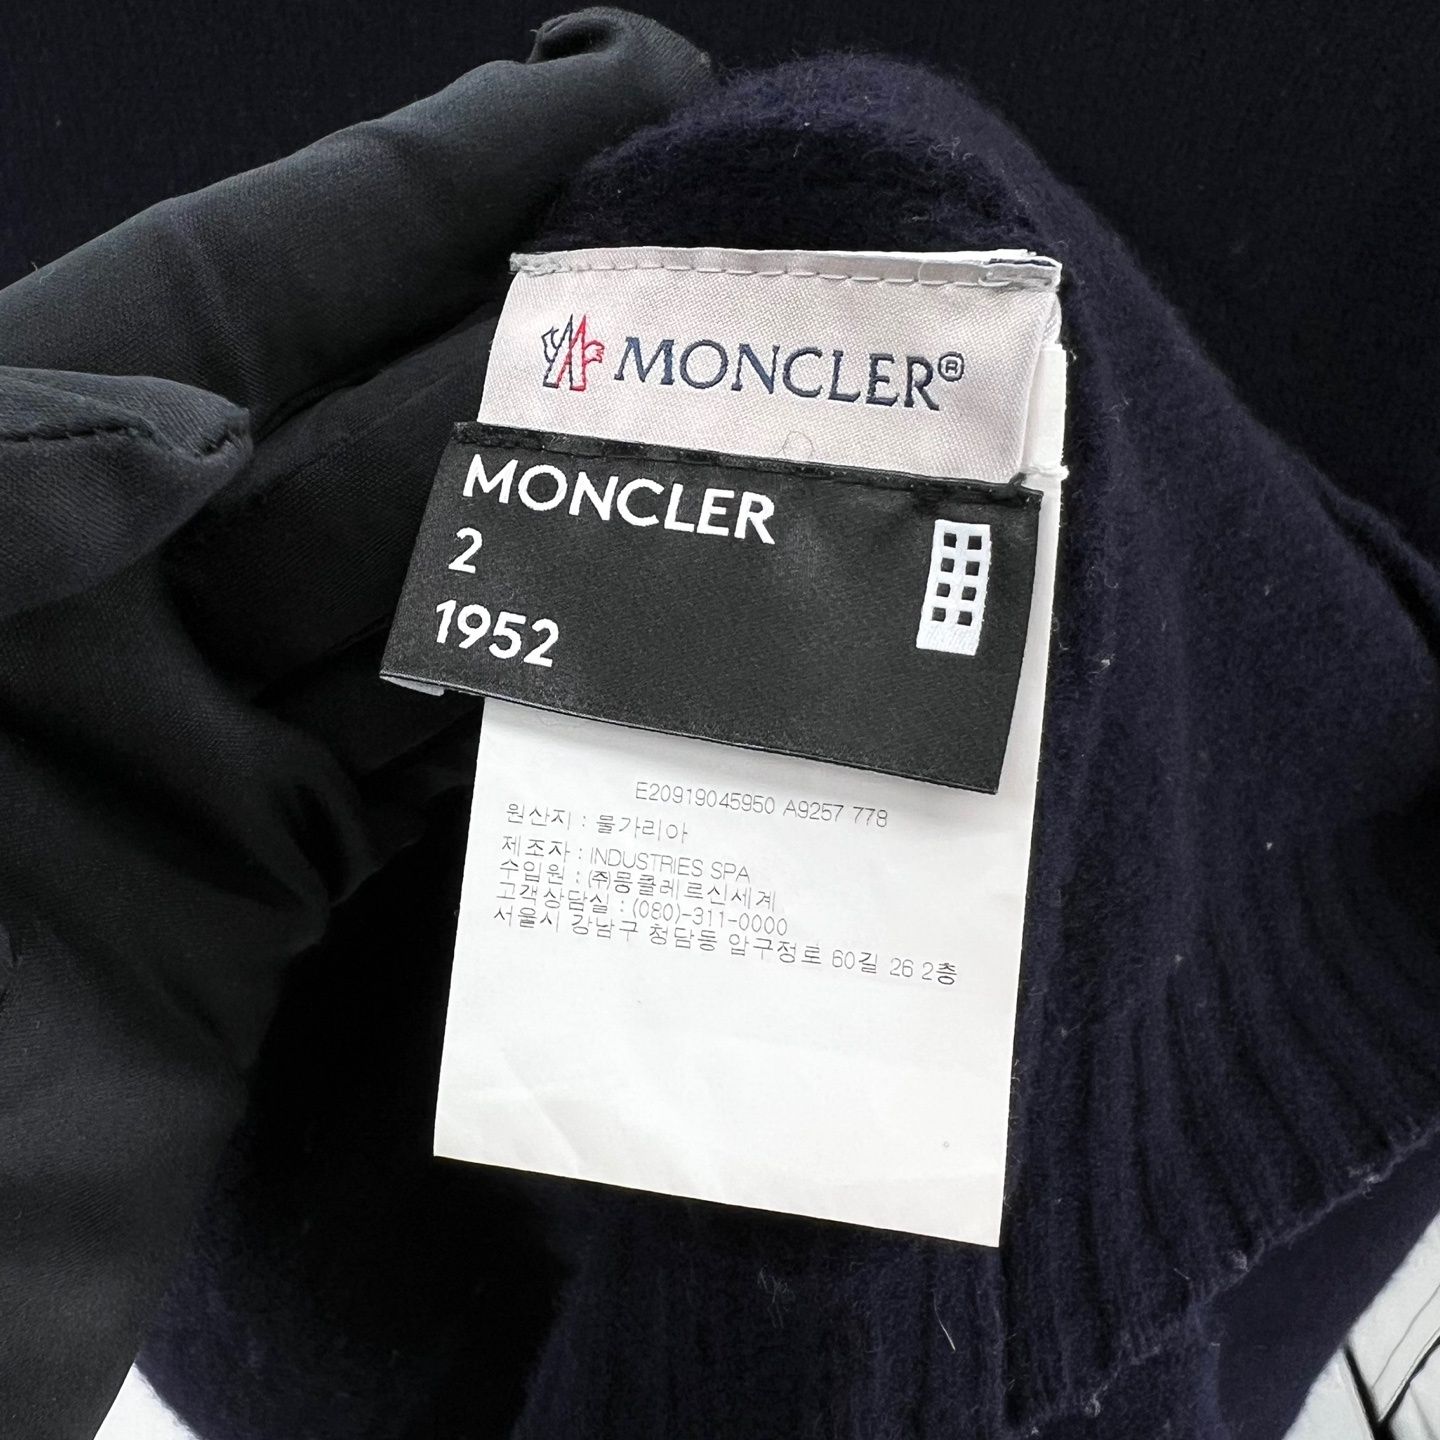 MONCLER®
MONCLER
2
1952
E20919045950 A9257 778
원산지 : 불가리아
제조자 : INDUSTRIES SPA
수입원 : ㈜몽클레르신세계
고객상담실 : (080)-311-0000
서울시 강남구 청담동 압구정로 60길 26 2층